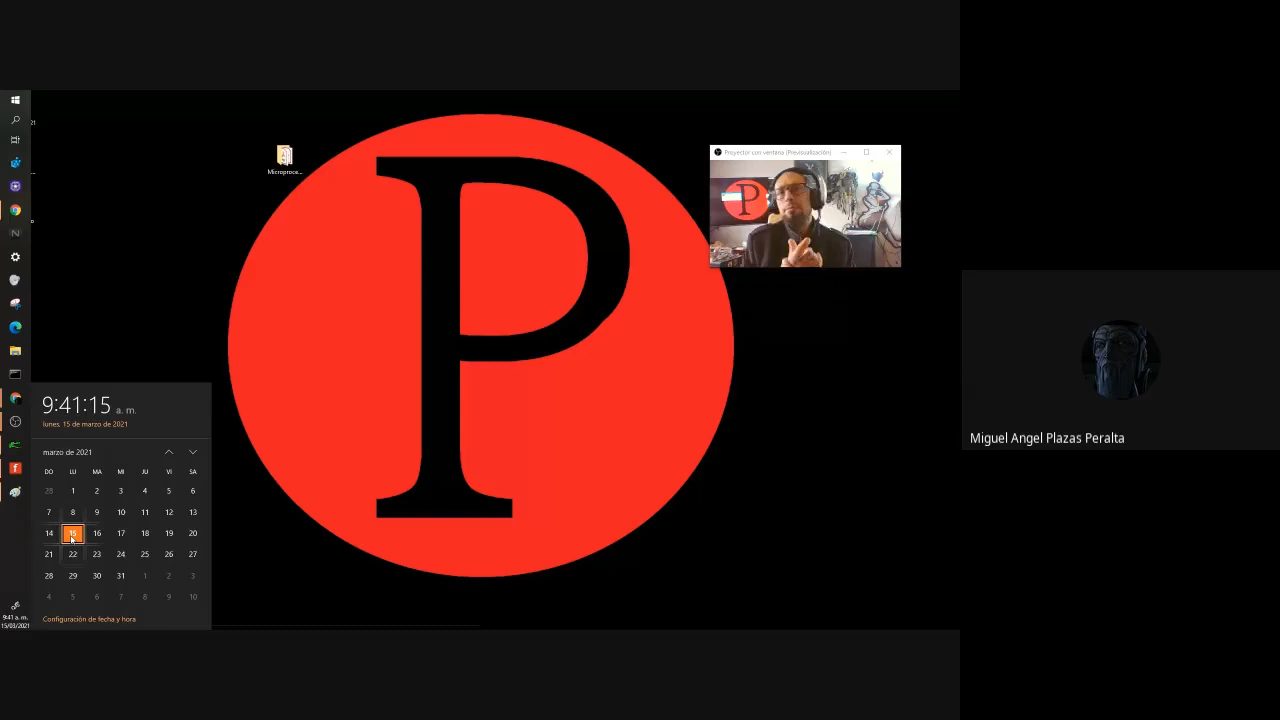 21
Microproce...
P
Proyector con ventana (Previsualización)
P
9:41:15 a. m.
lunes, 15 de marzo de 2021
marzo de 2021
DO LU MA MI JU VI SA
28 1 2 3 4 5 6
7 8 9 10 11 12 13
14 15 16 17 18 19 20
21 22 23 24 25 26 27
28 29 30 31 1 2 3
4 5 6 7 8 9 10
Configuración de fecha y hora
9:41 a. m.
15/03/2021
Miguel Angel Plazas Peralta